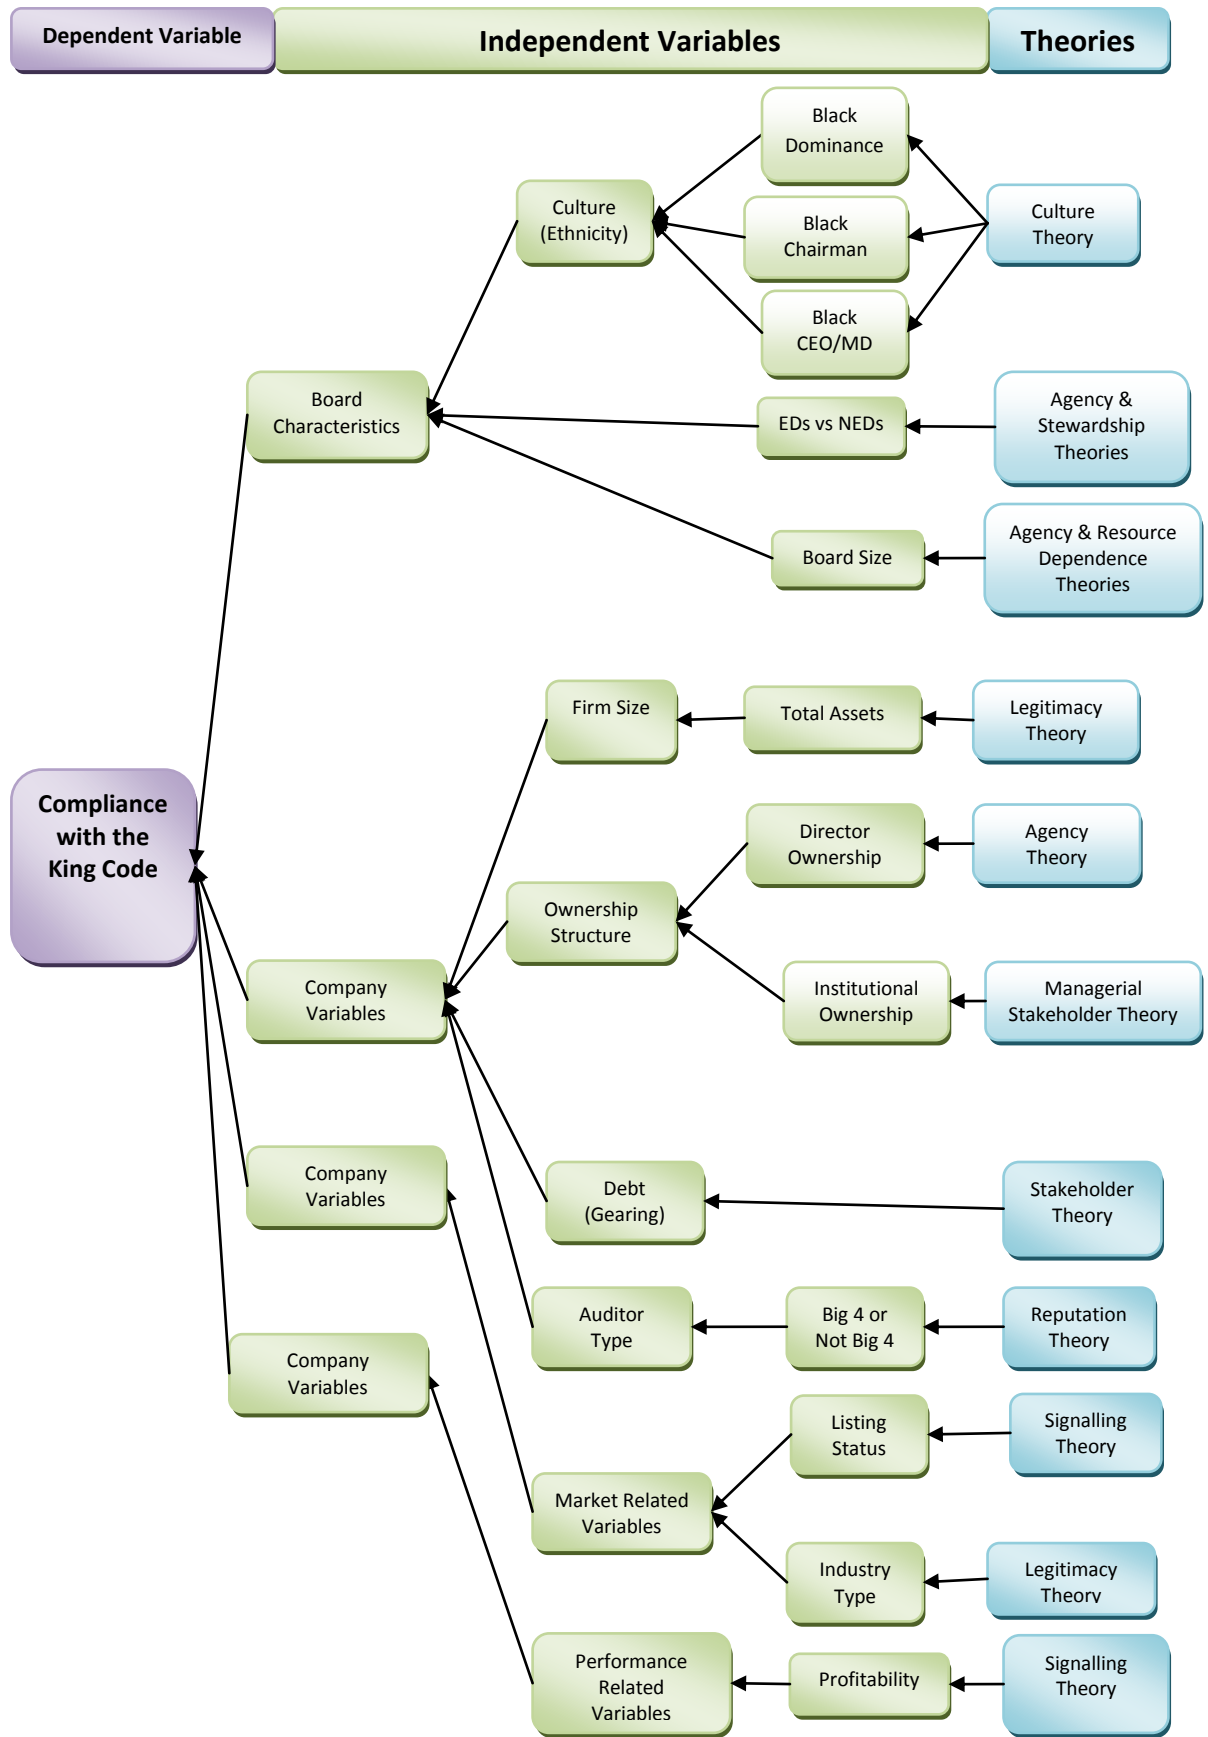 Dependent Variable
Independent Variables
Theories
Black
Dominance
Culture
(Ethnicity)
Black
Chairman
Culture
Theory
Black
CEO/MD
Board
Characteristics
EDs vs NEDs
Agency &
Stewardship
Theories
Board Size
Agency & Resource
Dependence
Theories
Firm Size
Total Assets
Legitimacy
Theory
Compliance
with the
King Code
Director
Ownership
Agency
Theory
Ownership
Structure
Company
Variables
Institutional
Ownership
Managerial
Stakeholder Theory
Company
Variables
Debt
(Gearing)
Stakeholder
Theory
Auditor
Type
Big 4 or
Not Big 4
Reputation
Theory
Company
Variables
Listing
Status
Signalling
Theory
Market Related
Variables
Industry
Type
Legitimacy
Theory
Performance
Related
Variables
Profitability
Signalling
Theory